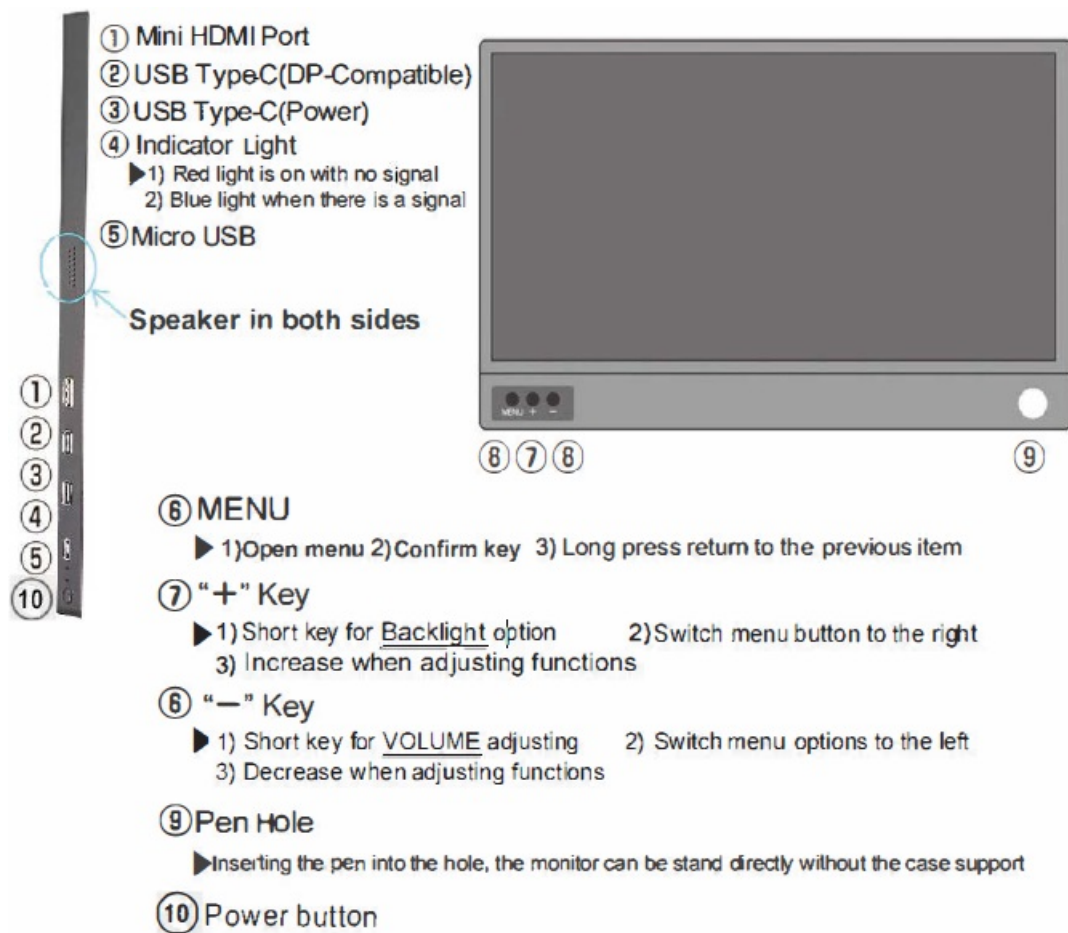 ① Mini HDMI Port
② USB Type-C(DP-Compatible)
③ USB Type-C(Power)
④ Indicator Light
▶1) Red light is on with no signal
2) Blue light when there is a signal
⑤ Micro USB
Speaker in both sides
①
②
③
④
⑤
⑩
MENU + −
⑥ ⑦ ⑧
⑨
⑥ MENU
▶ 1)Open menu 2)Confirm key 3) Long press return to the previous item
⑦ “+” Key
▶ 1) Short key for Backlight option 2) Switch menu button to the right
3) Increase when adjusting functions
⑥ “−” Key
▶ 1) Short key for VOLUME adjusting 2) Switch menu options to the left
3) Decrease when adjusting functions
⑨ Pen Hole
▶Inserting the pen into the hole, the monitor can be stand directly without the case support
⑩ Power button